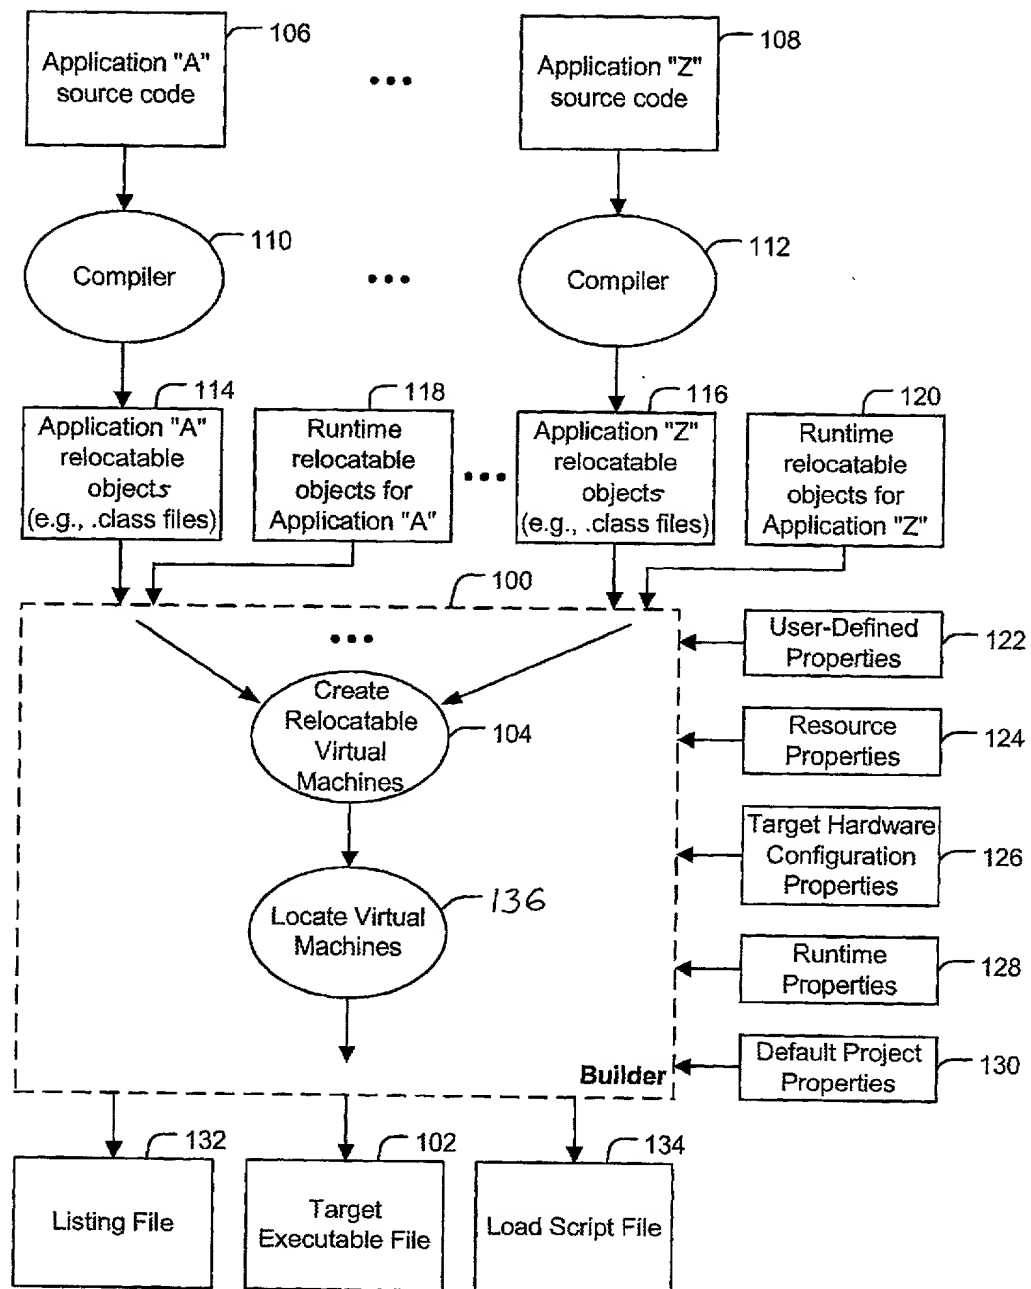 106
Application "A"
source code
• • •
108
Application "Z"
source code
110
Compiler
• • •
112
Compiler
114
Application "A"
relocatable
objects
(e.g., .class files)
118
Runtime
relocatable
objects for
Application "A"
• • •
116
Application "Z"
relocatable
objects
(e.g., .class files)
120
Runtime
relocatable
objects for
Application "Z"
100
• • •
Create
Relocatable
Virtual
Machines
104
Locate Virtual
Machines
136
Builder
User-Defined
Properties
122
Resource
Properties
124
Target Hardware
Configuration
Properties
126
Runtime
Properties
128
Default Project
Properties
130
132
Listing File
102
Target
Executable File
134
Load Script File